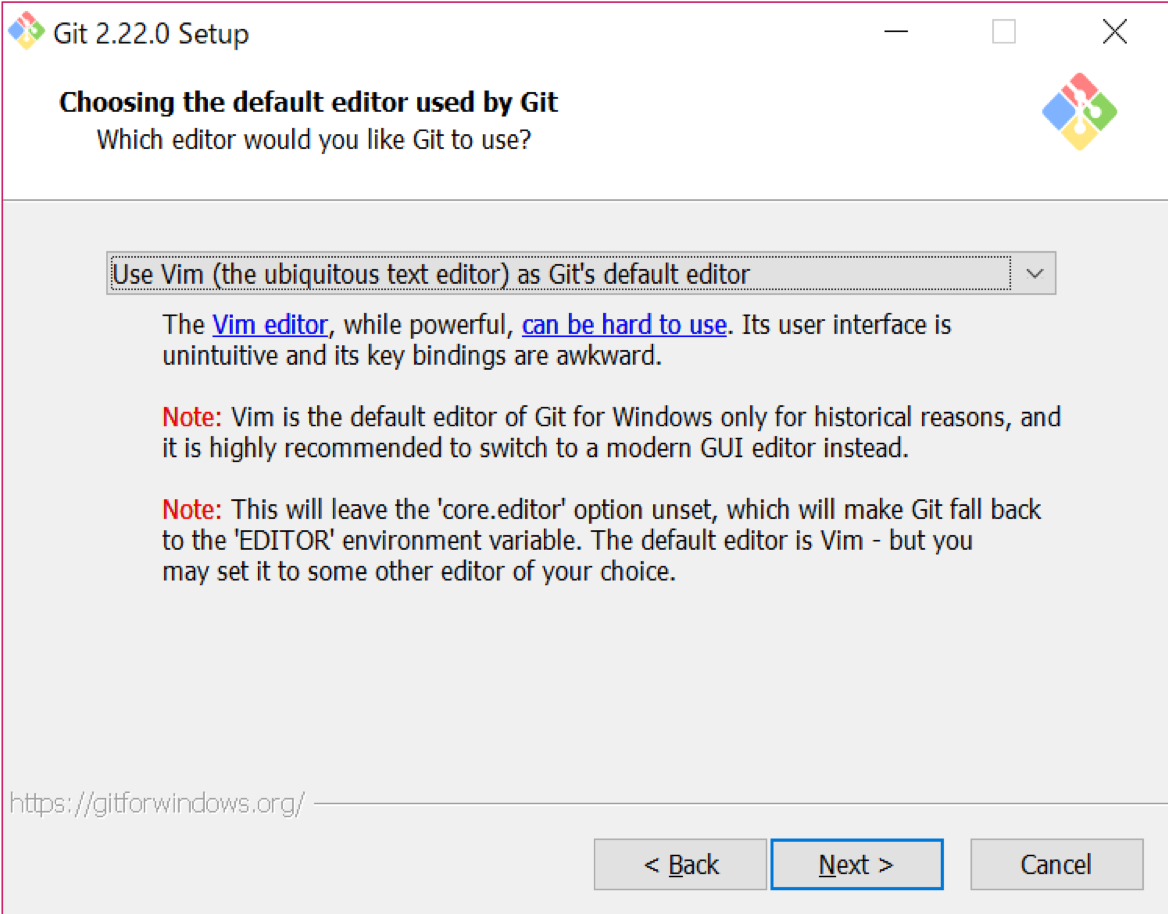 Git 2.22.0 Setup
Choosing the default editor used by Git
Which editor would you like Git to use?
Use Vim (the ubiquitous text editor) as Git's default editor
The Vim editor, while powerful, can be hard to use. Its user interface is
unintuitive and its key bindings are awkward.
Note: Vim is the default editor of Git for Windows only for historical reasons, and
it is highly recommended to switch to a modern GUI editor instead.
Note: This will leave the 'core.editor' option unset, which will make Git fall back
to the 'EDITOR' environment variable. The default editor is Vim - but you
may set it to some other editor of your choice.
https://gitforwindows.org/
< Back Next > Cancel